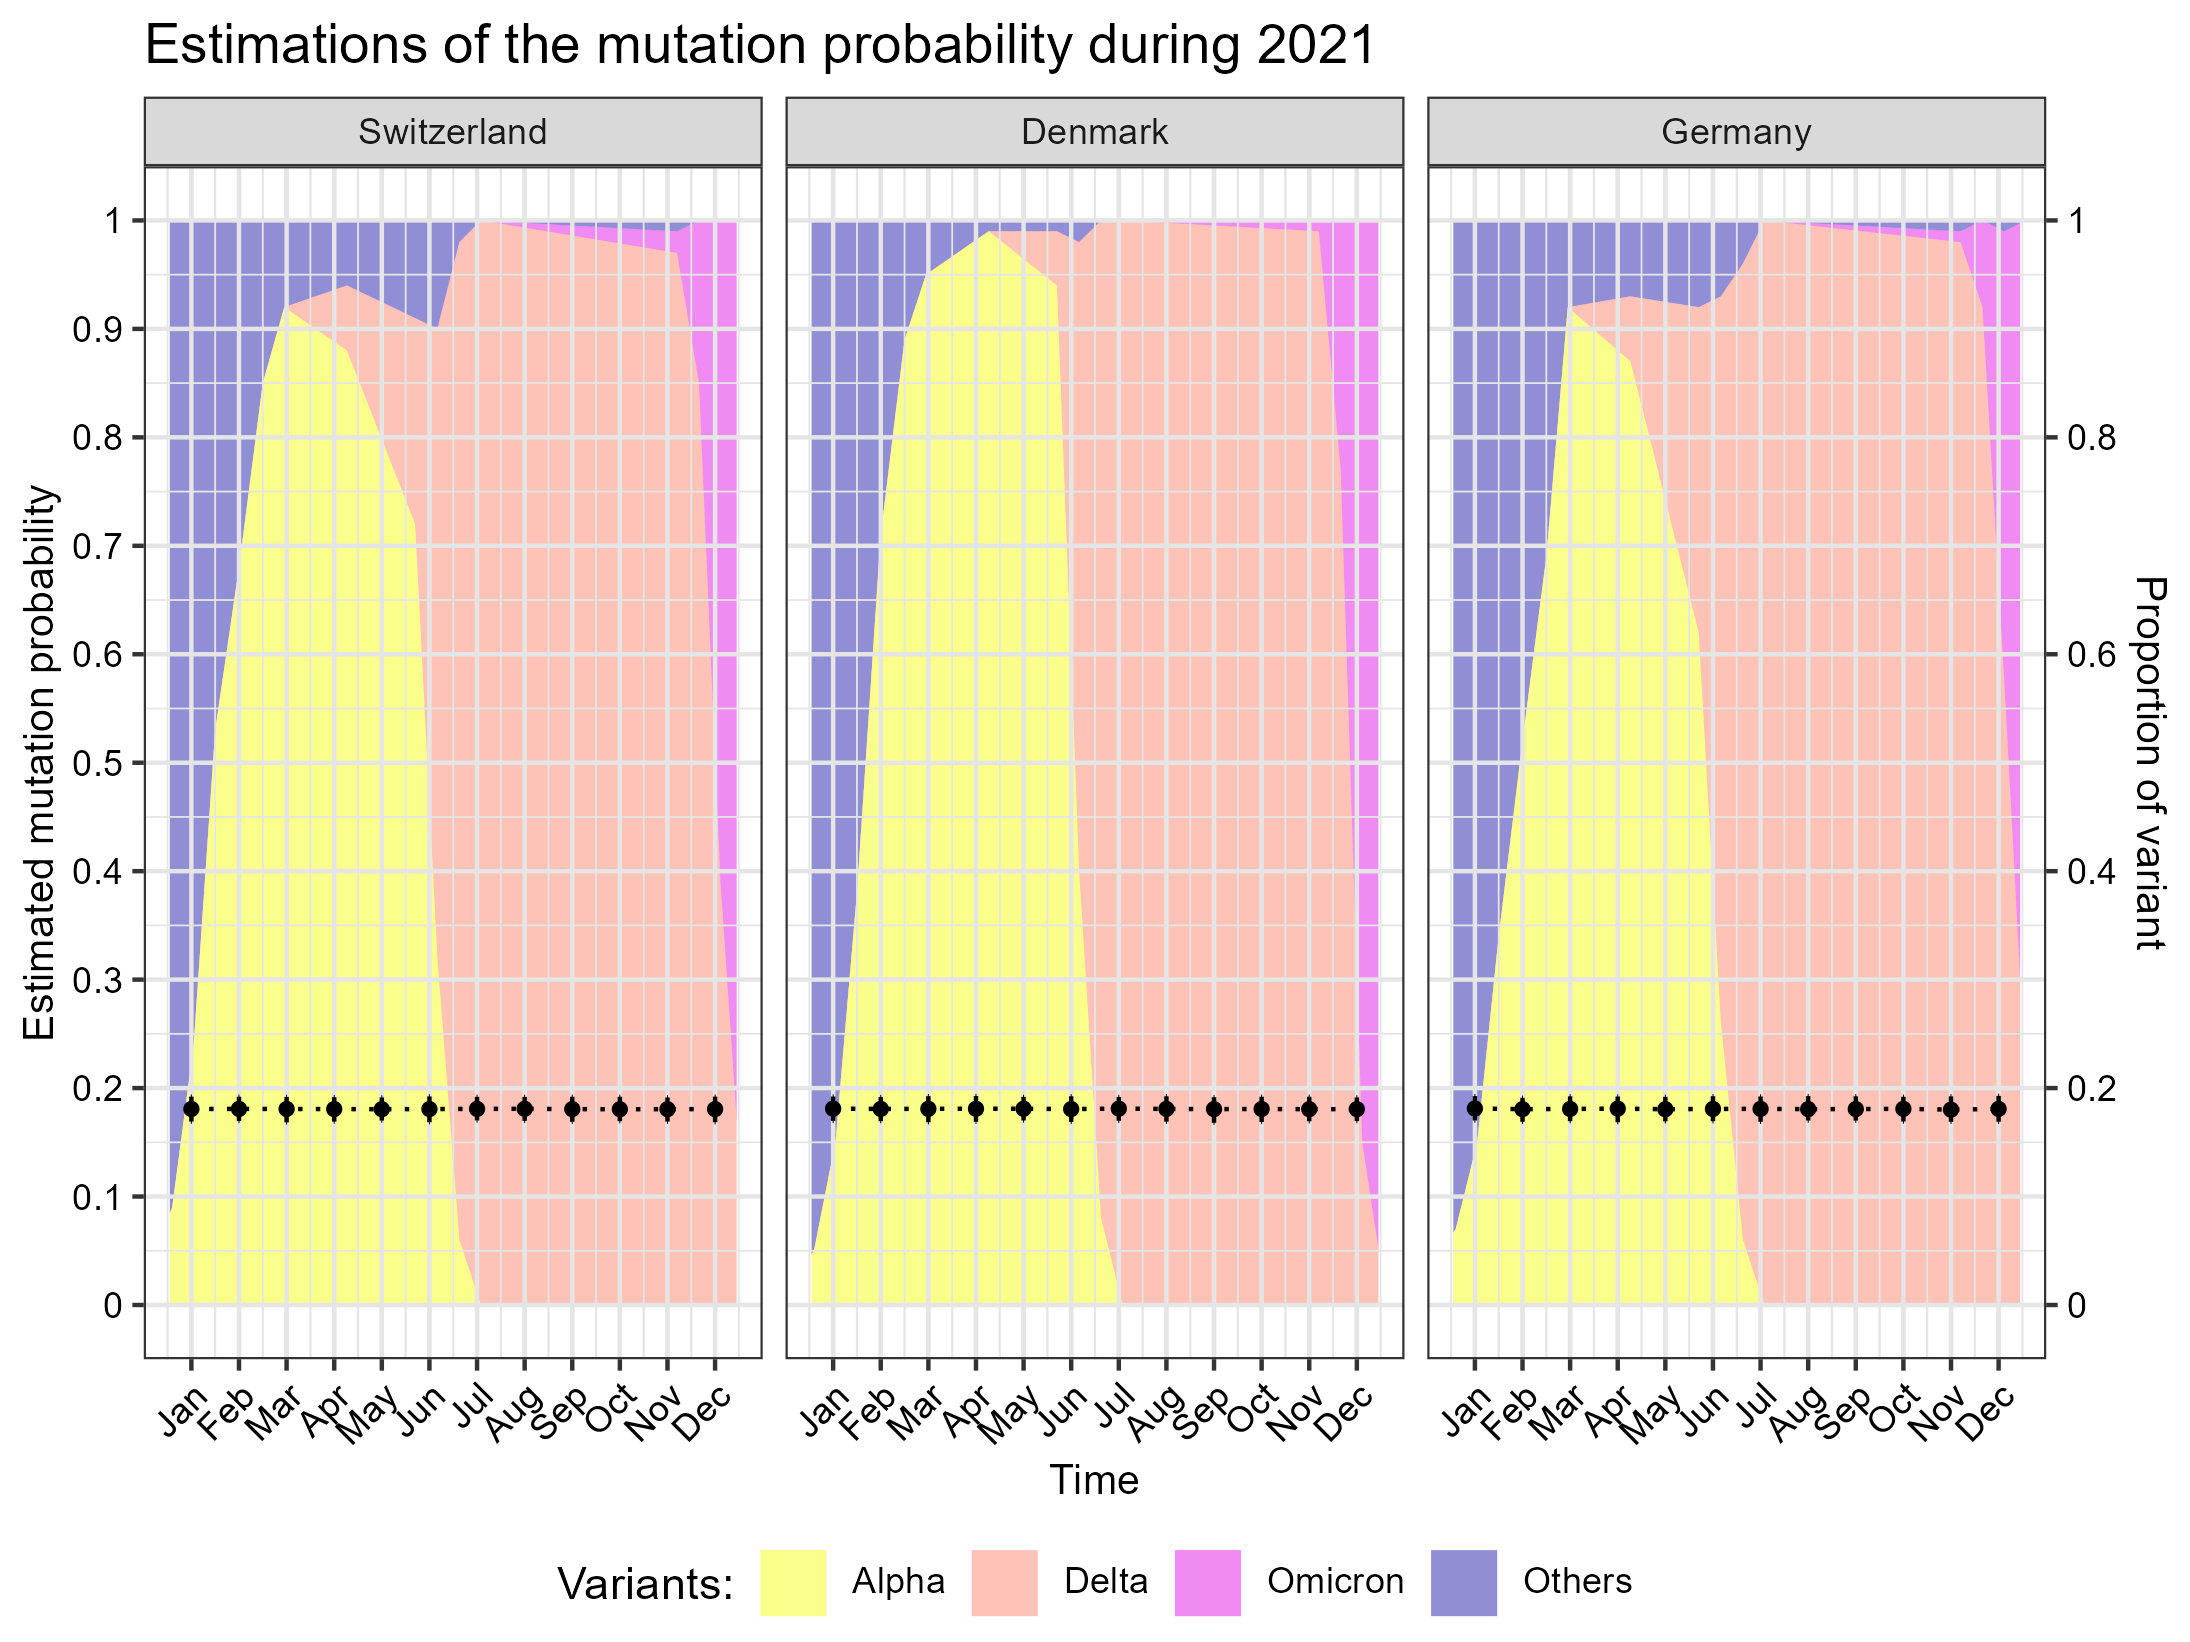 Estimations of the mutation probability during 2021
Switzerland
Denmark
Germany
Estimated mutation probability
1
0.9
0.8
0.7
0.6
0.5
0.4
0.3
0.2
0.1
0
1
0.8
0.6
0.4
0.2
0
Proportion of variant
Jan Feb Mar Apr May Jun Jul Aug Sep Oct Nov Dec
Jan Feb Mar Apr May Jun Jul Aug Sep Oct Nov Dec
Jan Feb Mar Apr May Jun Jul Aug Sep Oct Nov Dec
Time
Variants: Alpha Delta Omicron Others